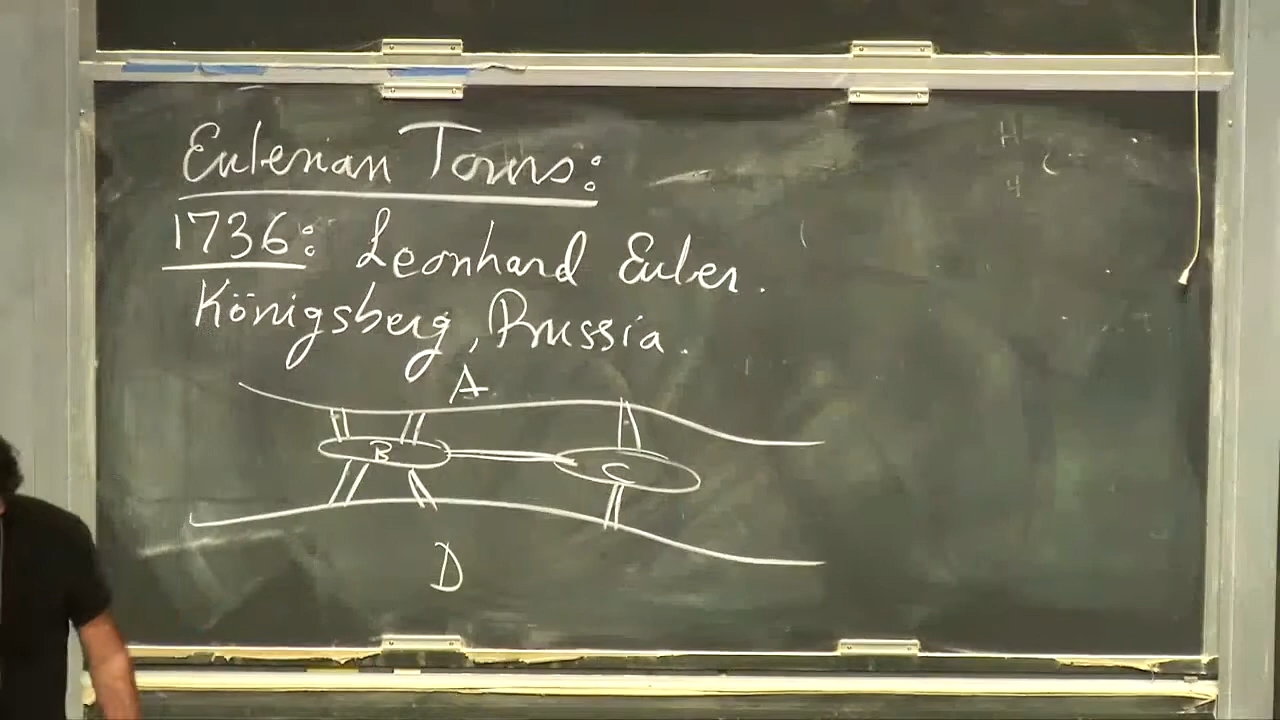 Eulerian Tours:
1736: Leonhard Euler.
Königsberg, Prussia.
A
B
C
D